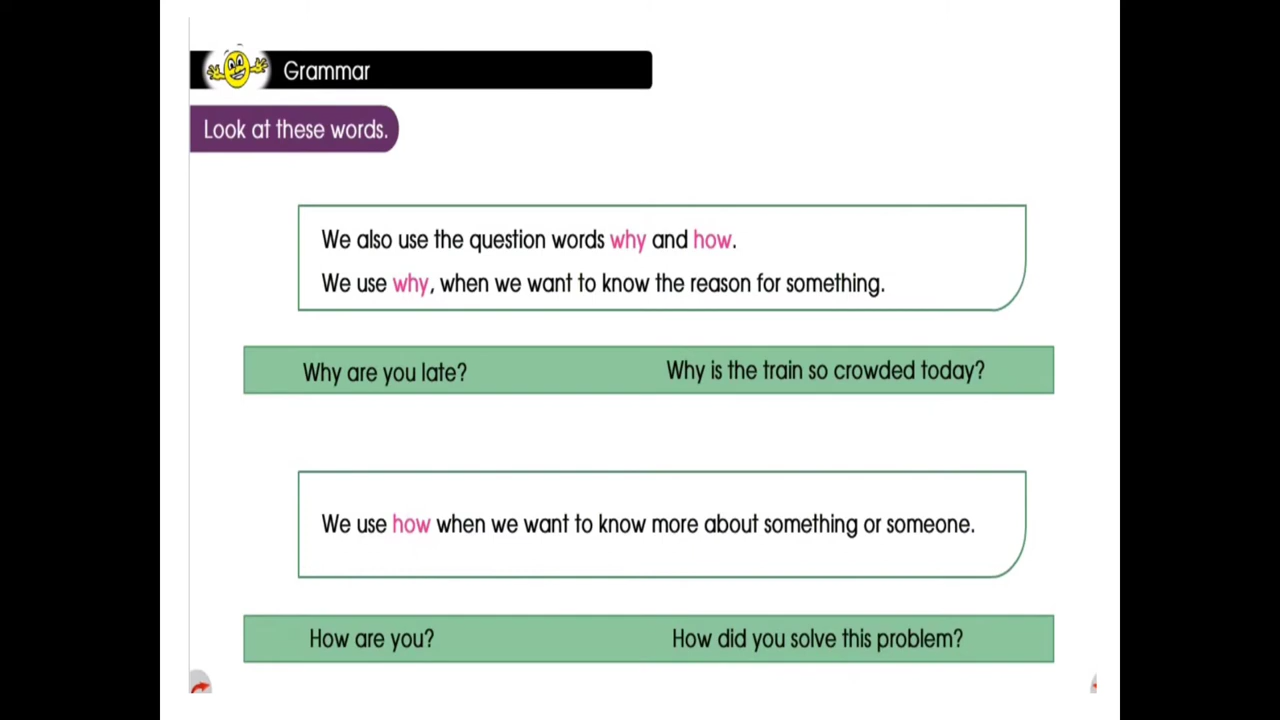 Grammar
Look at these words.
We also use the question words why and how.
We use why, when we want to know the reason for something.
Why are you late? Why is the train so crowded today?
We use how when we want to know more about something or someone.
How are you? How did you solve this problem?